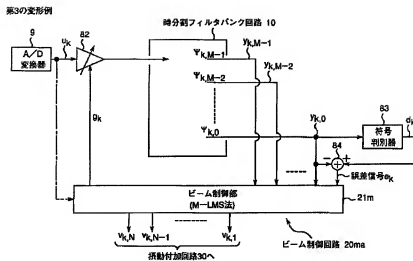 第3の変形例
時分割フィルタバンク回路 10
9
A/D
変換器
uk
82
Ψk,M-1
yk,M-1
Ψk,M-2
yk,M-2
Ψk,0
yk,0
83
符号
判別器
dk
gk
84
− +
誤差信号ek
ビーム制御部
(M-LMS法)
21m
vk,N vk,N-1 vk,1
摂動付加回路30へ
ビーム制御回路 20ma